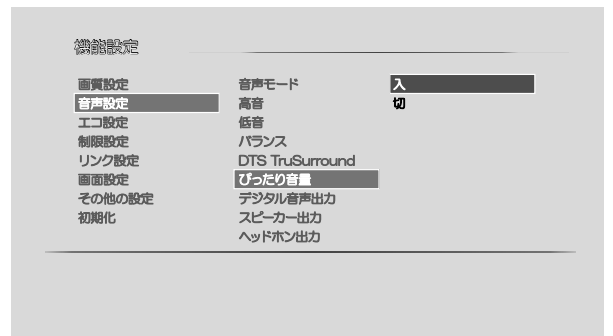 機能設定
画質設定
音声設定
エコ設定
制限設定
リンク設定
画面設定
その他の設定
初期化
音声モード
高音
低音
バランス
DTS TruSurround
ぴったり音量
デジタル音声出力
スピーカー出力
ヘッドホン出力
入
切